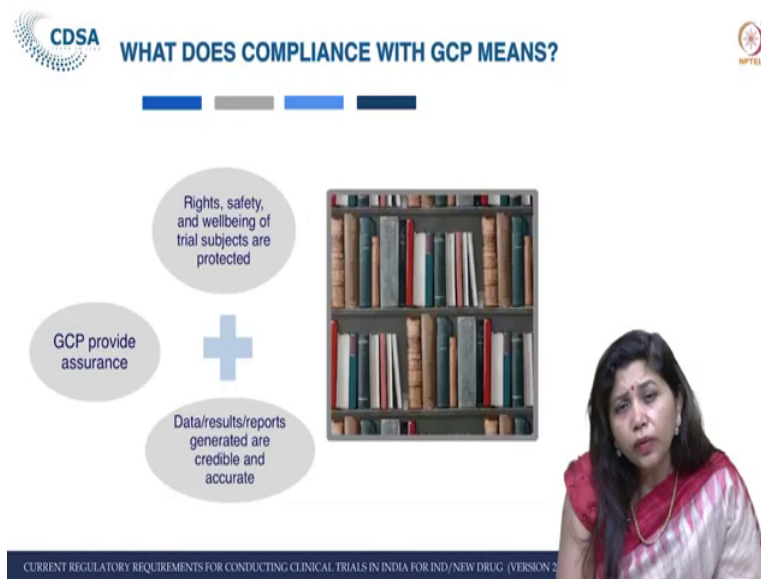 CDSA
WHAT DOES COMPLIANCE WITH GCP MEANS?
NPTEL
Rights, safety,
and wellbeing of
trial subjects are
protected
GCP provide
assurance
Data/results/reports
generated are
credible and
accurate
CURRENT REGULATORY REQUIREMENTS FOR CONDUCTING CLINICAL TRIALS IN INDIA FOR IND/NEW DRUG (VERSION 2